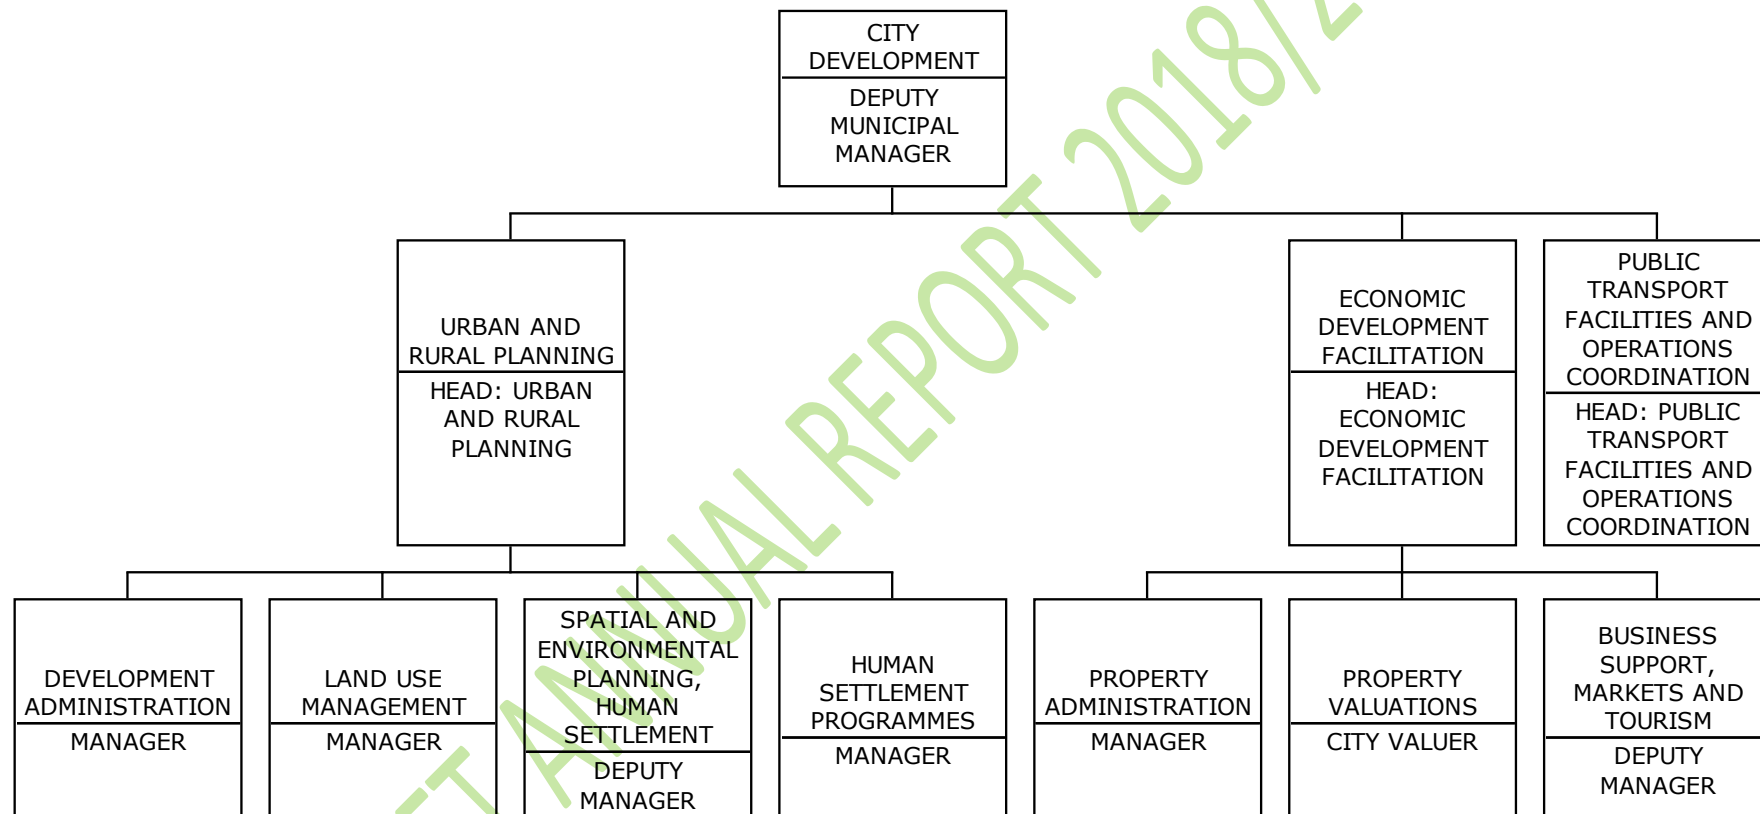 CITY
DEVELOPMENT
DEPUTY
MUNICIPAL
MANAGER
URBAN AND
RURAL PLANNING
HEAD: URBAN
AND RURAL
PLANNING
ECONOMIC
DEVELOPMENT
FACILITATION
HEAD:
ECONOMIC
DEVELOPMENT
FACILITATION
PUBLIC
TRANSPORT
FACILITIES AND
OPERATIONS
COORDINATION
HEAD: PUBLIC
TRANSPORT
FACILITIES AND
OPERATIONS
COORDINATION
DEVELOPMENT
ADMINISTRATION
MANAGER
LAND USE
MANAGEMENT
MANAGER
SPATIAL AND
ENVIRONMENTAL
PLANNING,
HUMAN
SETTLEMENT
DEPUTY
MANAGER
HUMAN
SETTLEMENT
PROGRAMMES
MANAGER
PROPERTY
ADMINISTRATION
MANAGER
PROPERTY
VALUATIONS
CITY VALUER
BUSINESS
SUPPORT,
MARKETS AND
TOURISM
DEPUTY
MANAGER
ANNUAL REPORT 2018/